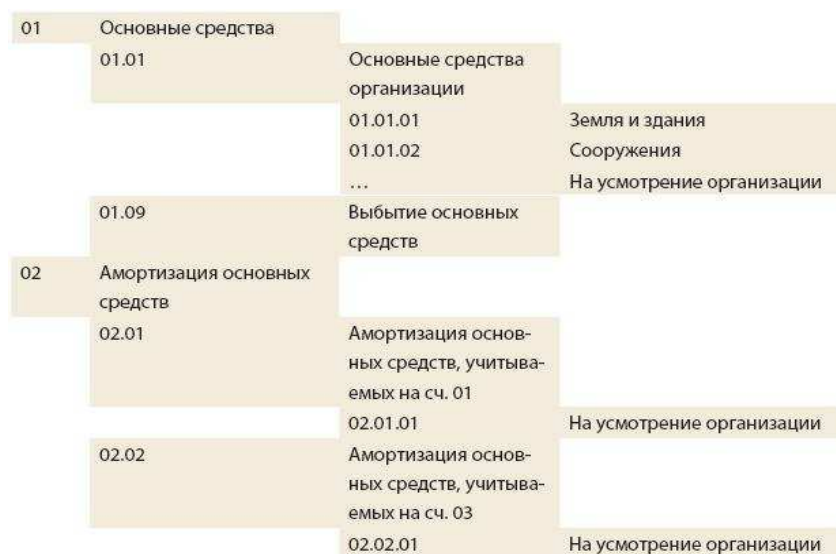 01 Основные средства
01.01 Основные средства
организации
01.01.01 Земля и здания
01.01.02 Сооружения
... На усмотрение организации
01.09 Выбытие основных
средств
02 Амортизация основных
средств
02.01 Амортизация основ-
ных средств, учитыва-
емых на сч. 01
02.01.01 На усмотрение организации
02.02 Амортизация основ-
ных средств, учитыва-
емых на сч. 03
02.02.01 На усмотрение организации